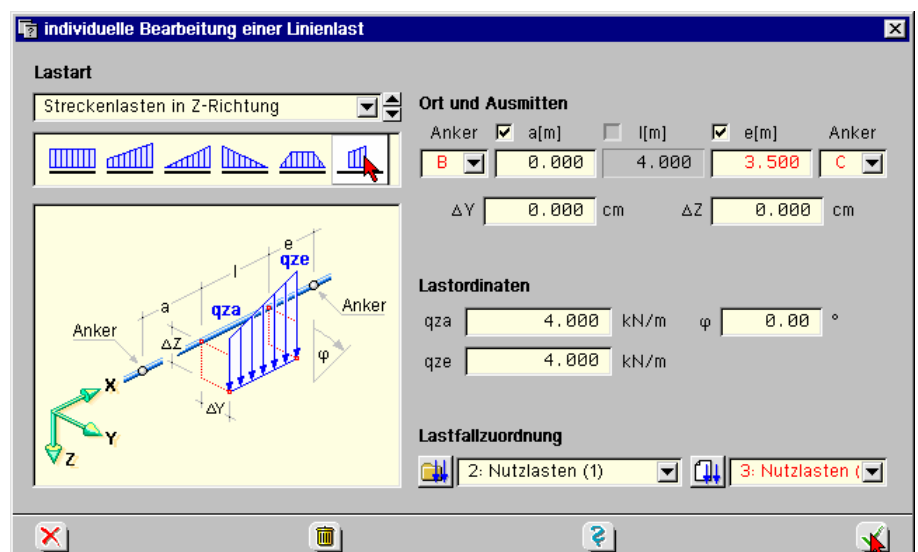 individuelle Bearbeitung einer Linienlast
Lastart
Streckenlasten in Z-Richtung
Ort und Ausmitten
Anker a[m] l[m] e[m] Anker
B 0.000 4.000 3.500 C
ΔY 0.000 cm ΔZ 0.000 cm
e
qze
l
a
qza
Anker
Anker
ΔZ
φ
X
ΔY
Y
Z
Lastordinaten
qza 4.000 kN/m φ 0.00 °
qze 4.000 kN/m
Lastfallzuordnung
2: Nutzlasten (1) 3: Nutzlasten (